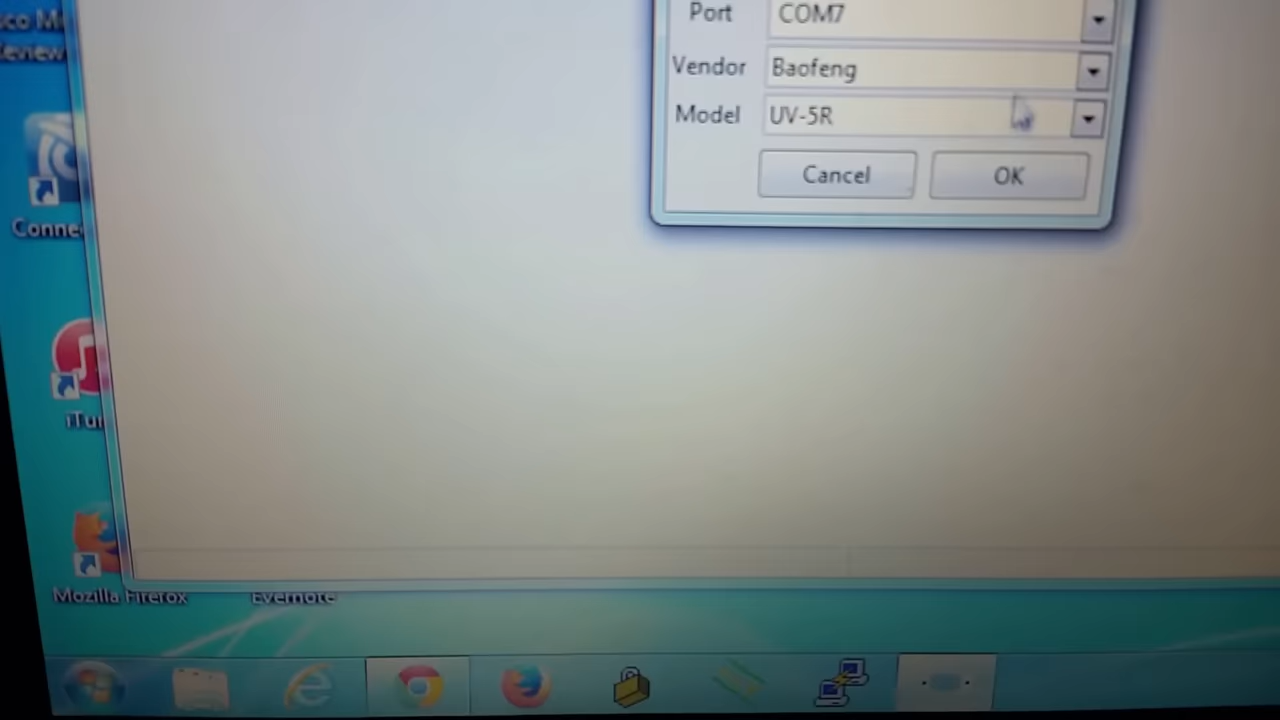 Port COM7
Vendor Baofeng
Model UV-5R
Cancel OK
Mozilla Firefox
Evernote